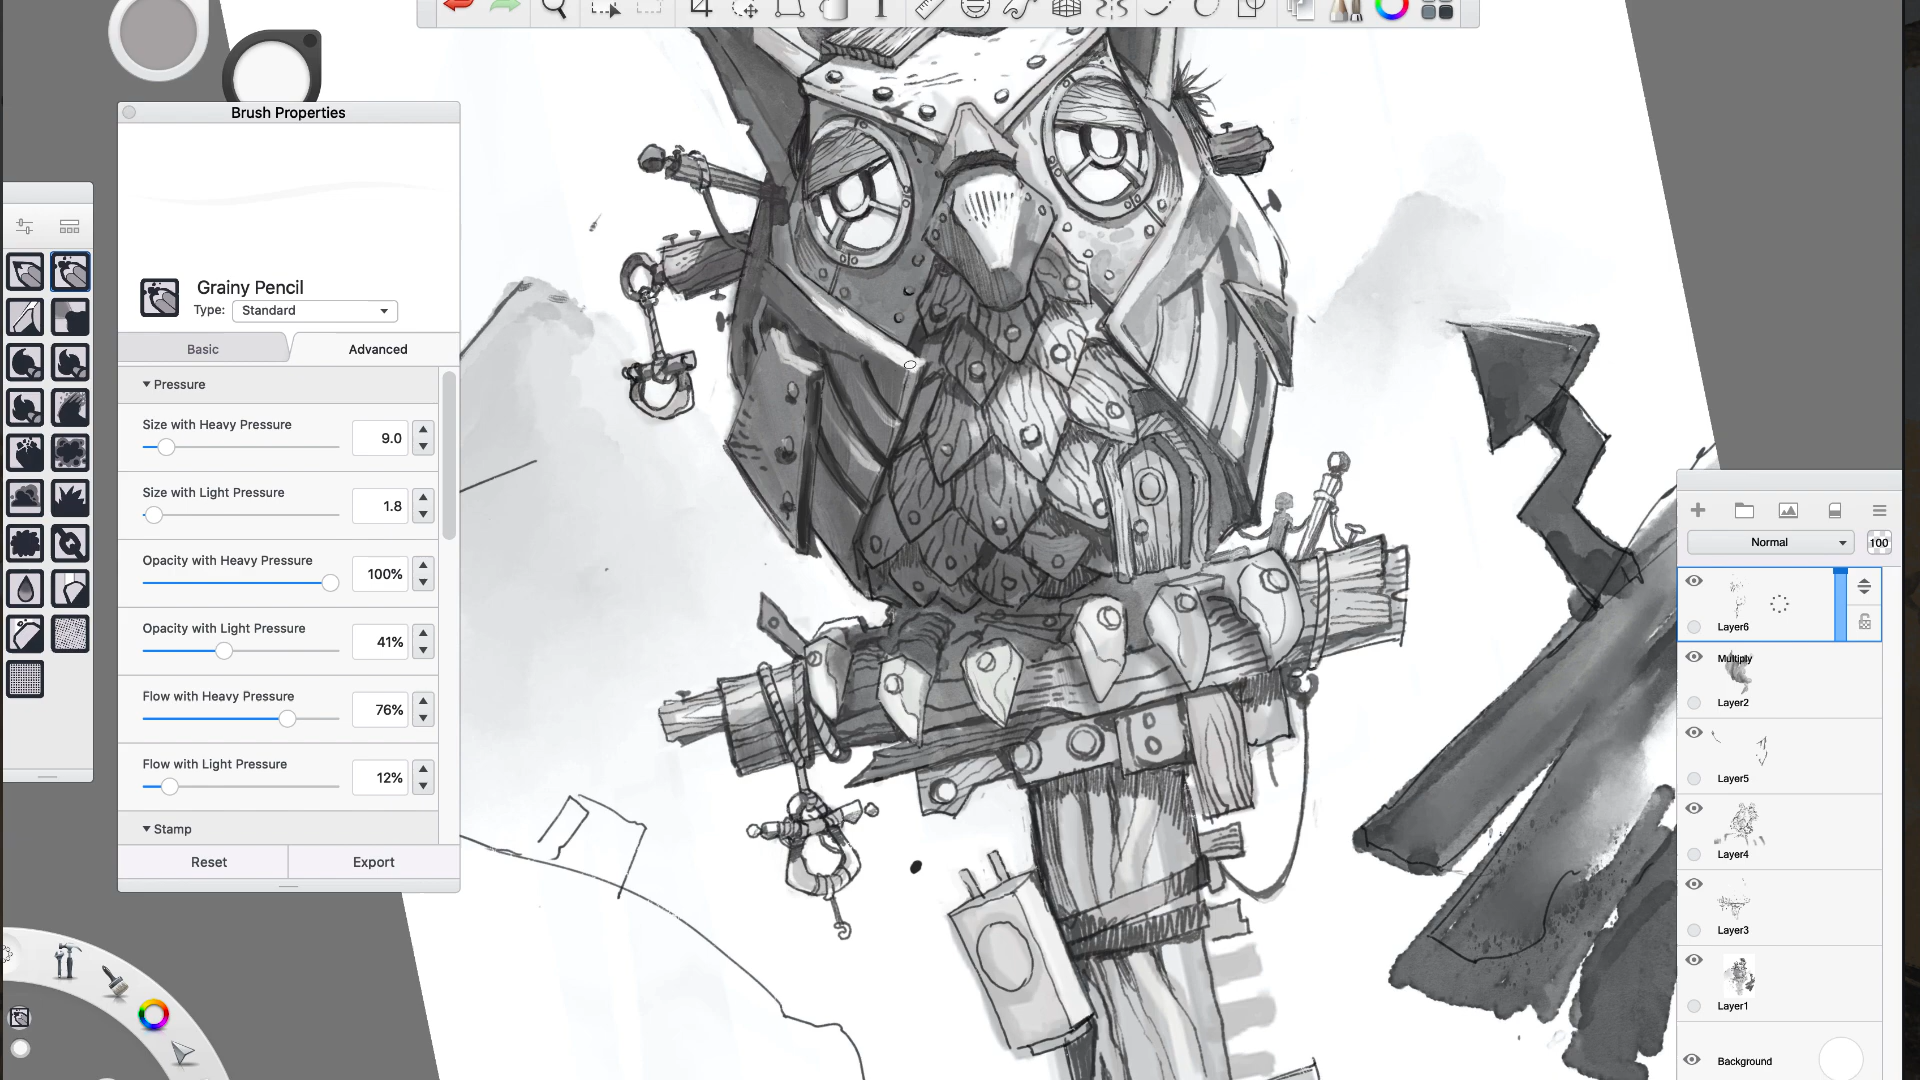 Brush Properties
Grainy Pencil
Type: Standard
Basic
Advanced
Pressure
Size with Heavy Pressure
9.0
Size with Light Pressure
1.8
Opacity with Heavy Pressure
100%
Opacity with Light Pressure
41%
Flow with Heavy Pressure
76%
Flow with Light Pressure
12%
Stamp
Reset
Export
Normal
100
Layer6
Multiply
Layer2
Layer5
Layer4
Layer3
Layer1
Background